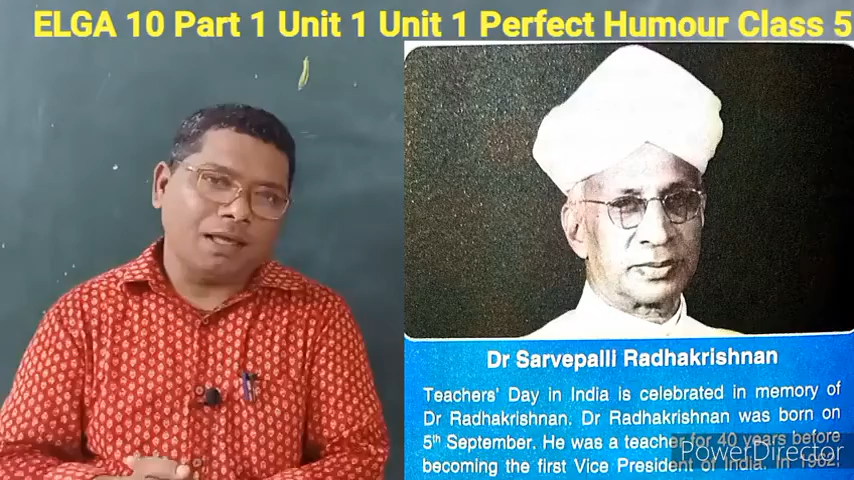 ELGA 10 Part 1 Unit 1 Unit 1 Perfect Humour Class 5
Dr Sarvepalli Radhakrishnan
Teachers' Day in India is celebrated in memory of
Dr Radhakrishnan. Dr Radhakrishnan was born on
5th September. He was a teacher for 40 years before
becoming the first Vice President of India. In 1962,
PowerDirector